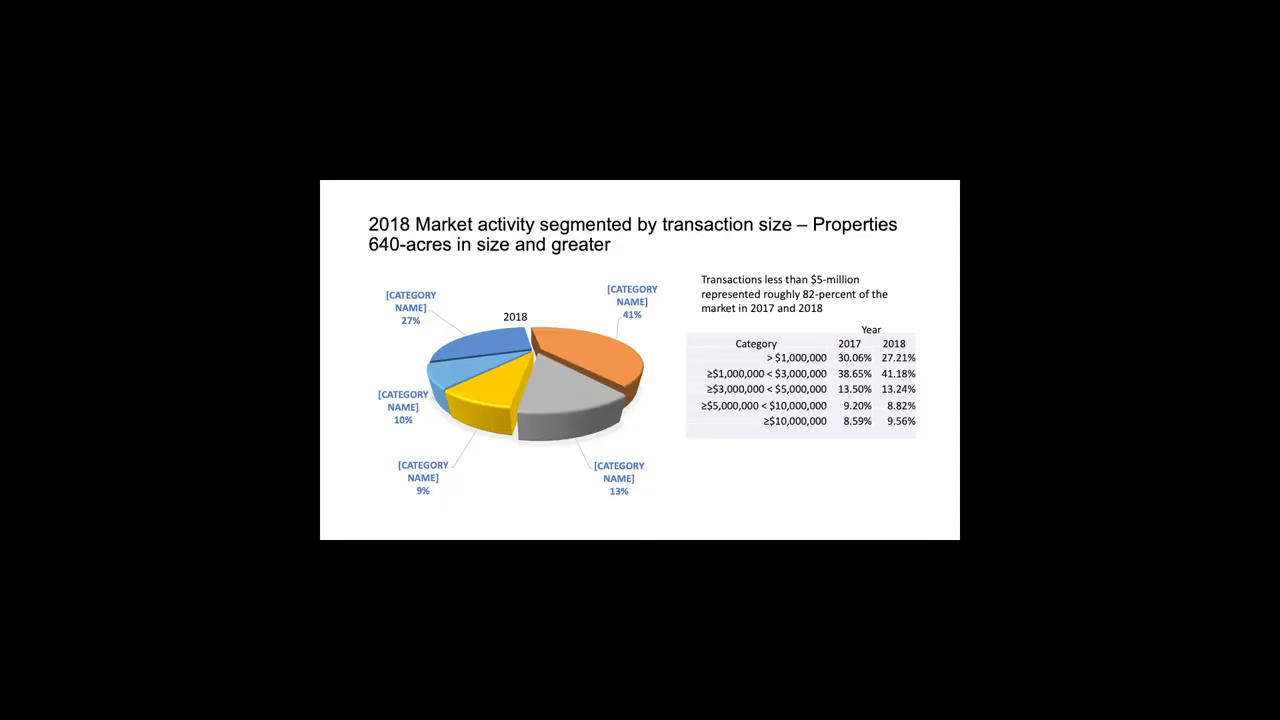 2018 Market activity segmented by transaction size – Properties
640-acres in size and greater
[CATEGORY
NAME]
27%
2018
[CATEGORY
NAME]
41%
[CATEGORY
NAME]
10%
[CATEGORY
NAME]
9%
[CATEGORY
NAME]
13%
Transactions less than $5-million
represented roughly 82-percent of the
market in 2017 and 2018
Year
Category 2017 2018
> $1,000,000 30.06% 27.21%
≥$1,000,000 < $3,000,000 38.65% 41.18%
≥$3,000,000 < $5,000,000 13.50% 13.24%
≥$5,000,000 < $10,000,000 9.20% 8.82%
≥$10,000,000 8.59% 9.56%